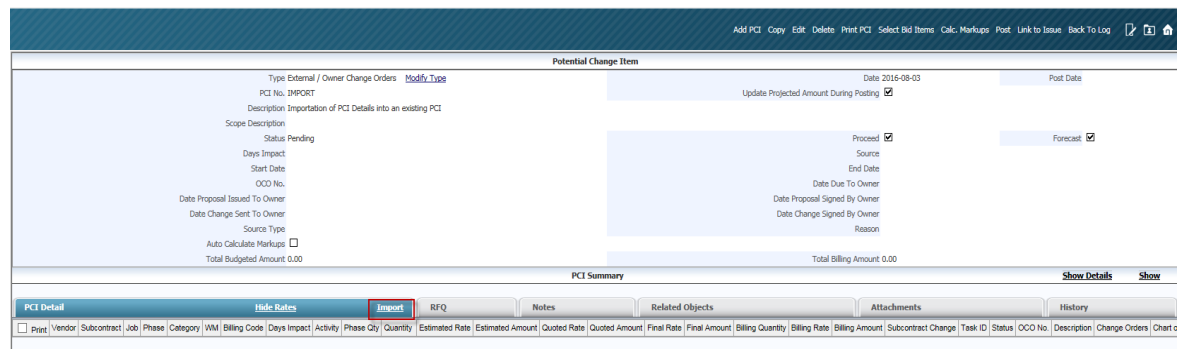 Add PCI Copy Edit Delete Print PCI Select Bid Items Calc. Markups Post Link to Issue Back To Log
Potential Change Item
Type External / Owner Change Orders Modify Type Date 2016-08-03 Post Date
PCI No. IMPORT Update Projected Amount During Posting
Description Importation of PCI Details into an existing PCI
Scope Description
Status Pending Proceed Forecast
Days Impact Source
Start Date End Date
OCO No. Date Due To Owner
Date Proposal Issued To Owner Date Proposal Signed By Owner
Date Change Sent To Owner Date Change Signed By Owner
Source Type Reason
Auto Calculate Markups
Total Budgeted Amount 0.00 Total Billing Amount 0.00
PCI Summary Show Details Show
PCI Detail Hide Rates Import RFQ Notes Related Objects Attachments History
Print Vendor Subcontract Job Phase Category WM Billing Code Days Impact Activity Phase Qty Quantity Estimated Rate Estimated Amount Quoted Rate Quoted Amount Final Rate Final Amount Billing Quantity Billing Rate Billing Amount Subcontract Change Task ID Status OCO No. Description Change Orders Chart o